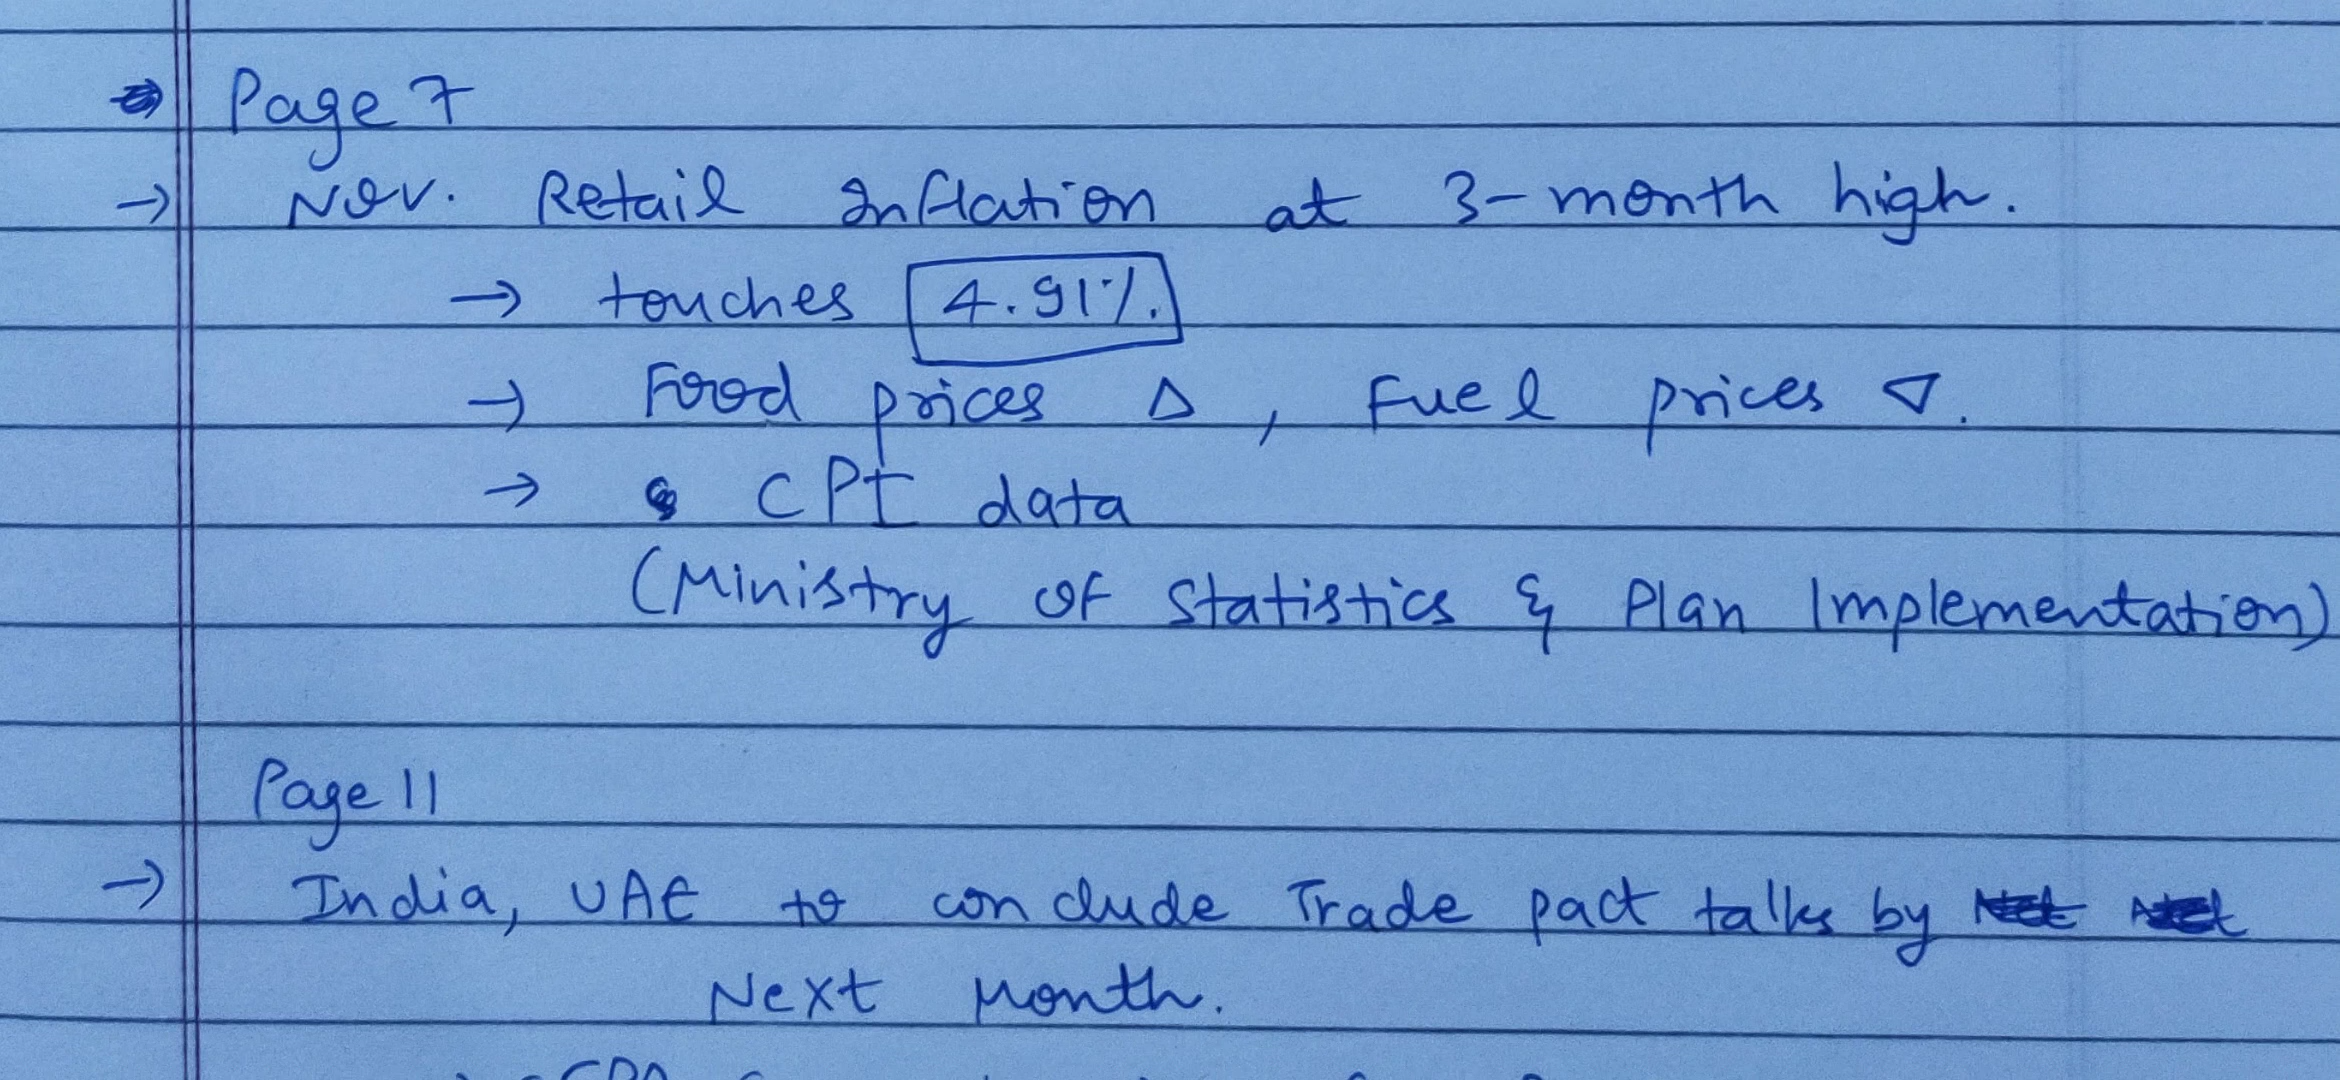 Page 7
→ Nov. Retail Inflation at 3-month high.
→ touches 4.91%.
→ Food prices △, Fuel prices ▽.
→ CPI data
(Ministry of Statistics & Plan Implementation)
Page 11
→ India, UAE to conclude Trade pact talks by
Next Month.